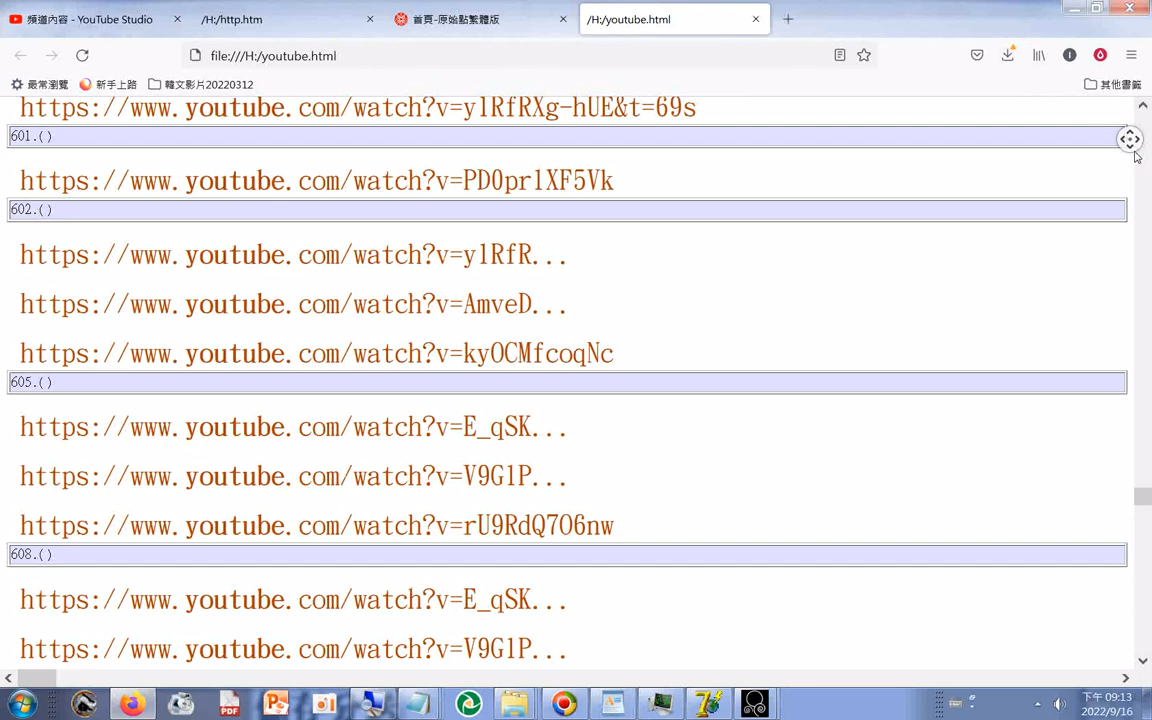 頻道內容 - YouTube Studio
/H:/http.htm
首頁-原始點繁體版
/H:/youtube.html
file:///H:/youtube.html
最常瀏覽
新手上路
韓文影片20220312
其他書籤
https://www.youtube.com/watch?v=ylRfRXg-hUE&t=69s
601.()
https://www.youtube.com/watch?v=PD0prlXF5Vk
602.()
https://www.youtube.com/watch?v=ylRfR...
https://www.youtube.com/watch?v=AmveD...
https://www.youtube.com/watch?v=kyOCMfcoqNc
605.()
https://www.youtube.com/watch?v=E_qSK...
https://www.youtube.com/watch?v=V9G1P...
https://www.youtube.com/watch?v=rU9RdQ7O6nw
608.()
https://www.youtube.com/watch?v=E_qSK...
https://www.youtube.com/watch?v=V9G1P...
PDF
下午 09:13
2022/9/16